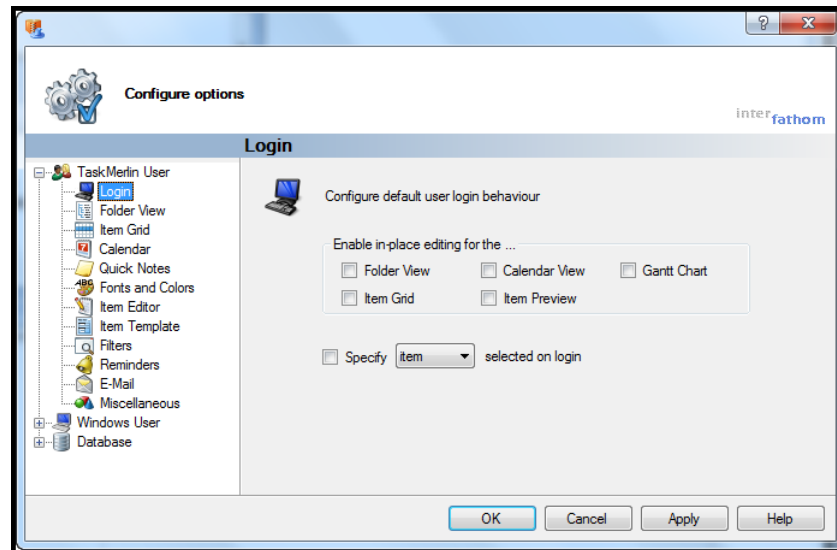 Configure options
inter fathom
Login
TaskMerlin User
Login
Folder View
Item Grid
Calendar
Quick Notes
ABC
Fonts and Colors
Item Editor
Item Template
Filters
Reminders
E-Mail
Miscellaneous
Windows User
Database
Configure default user login behaviour
Enable in-place editing for the ...
Folder View Calendar View Gantt Chart
Item Grid Item Preview
Specify item selected on login
OK Cancel Apply Help